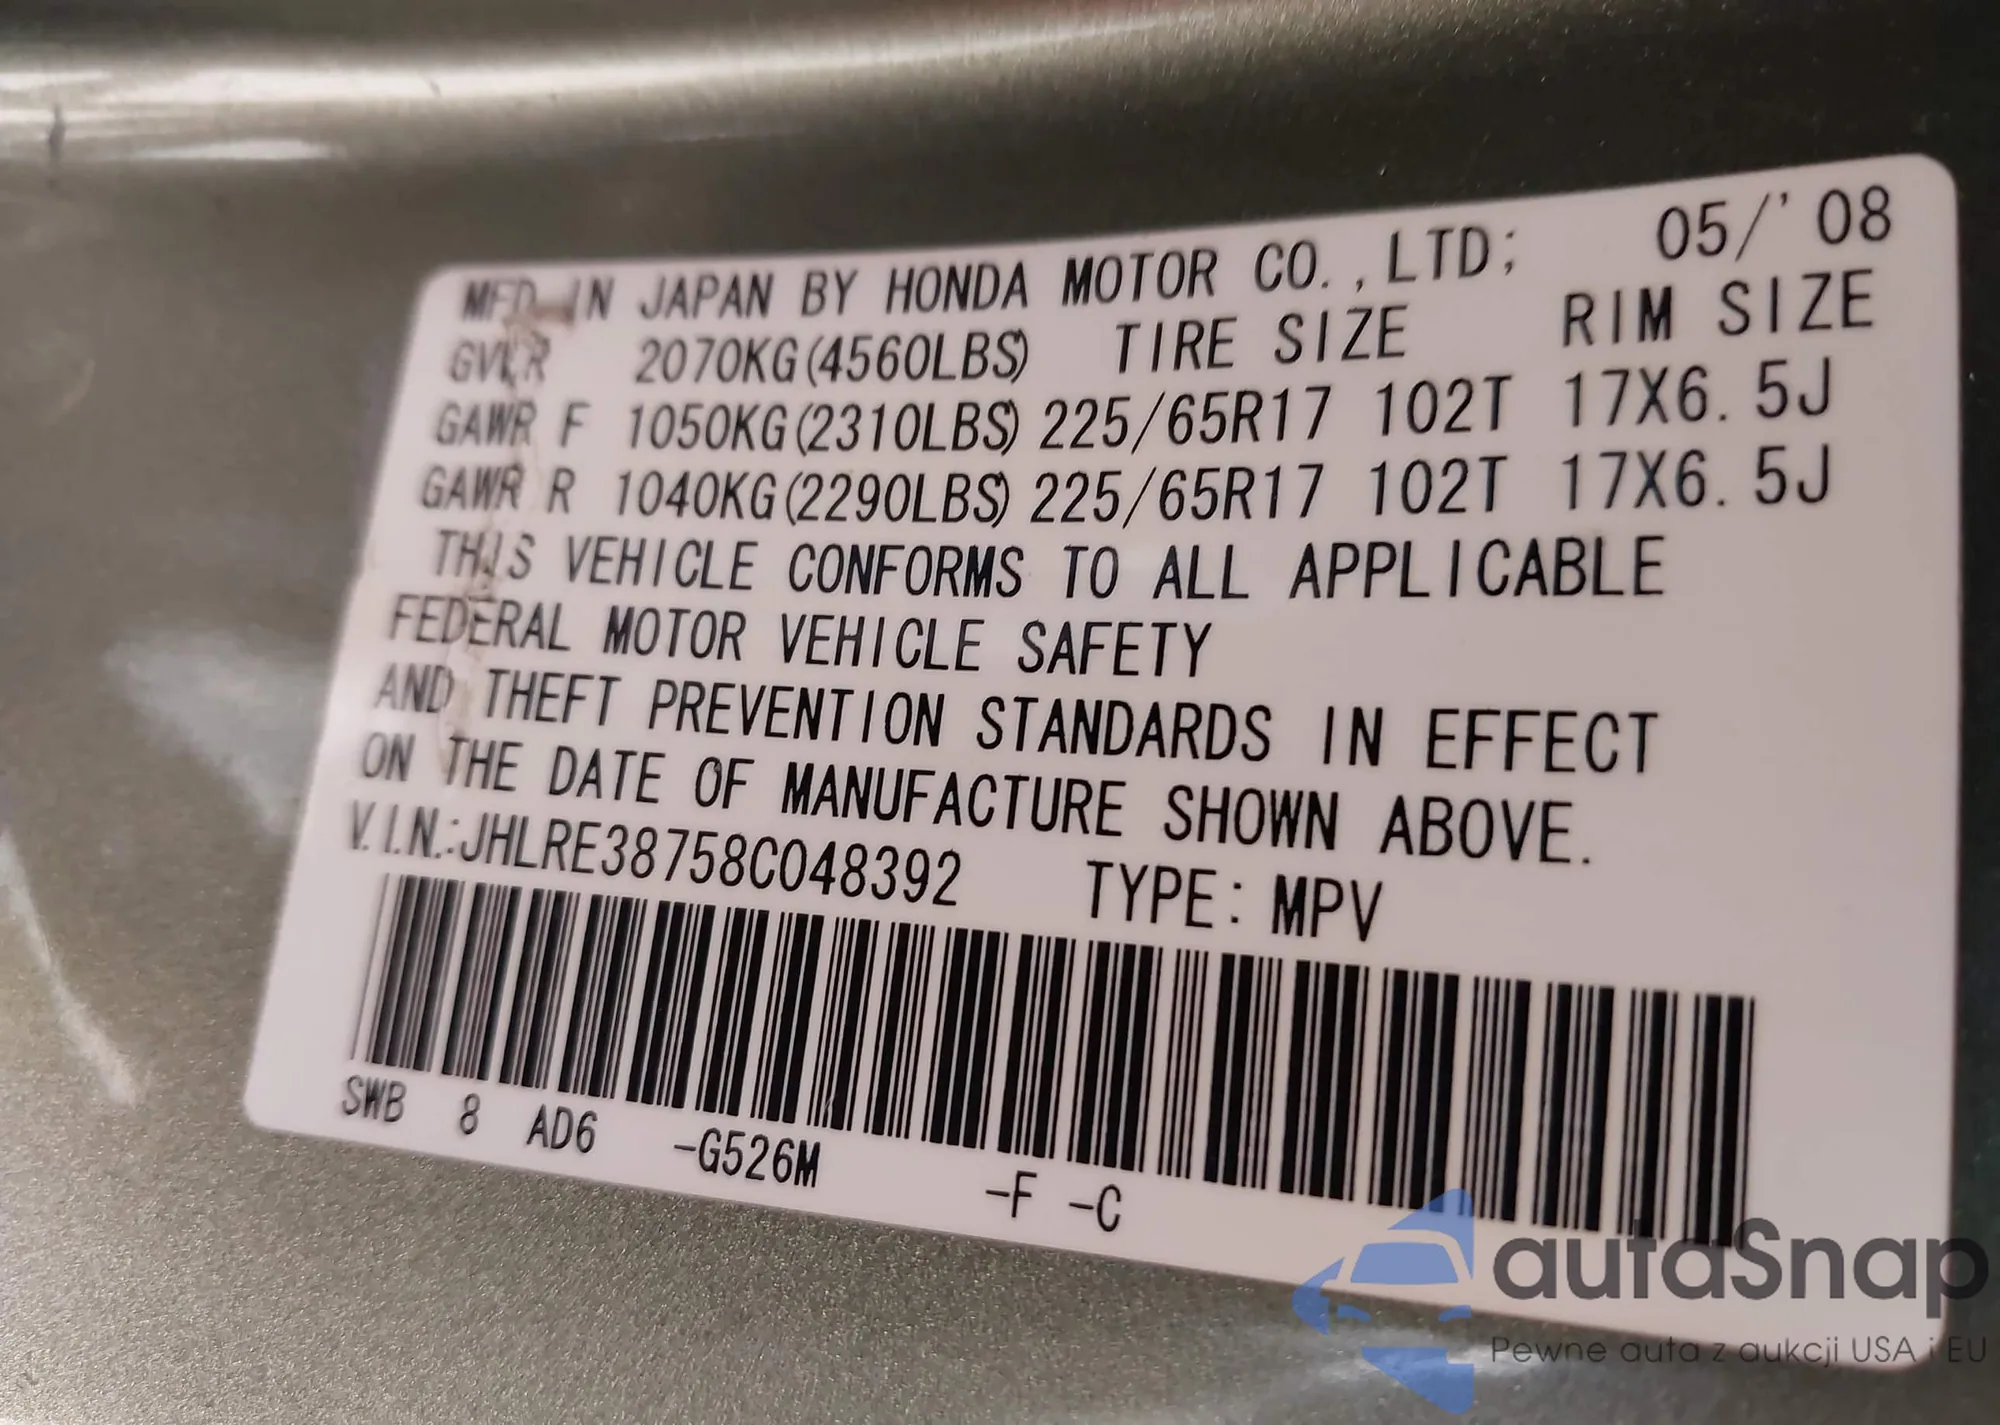 MFD IN JAPAN BY HONDA MOTOR CO.,LTD; 05/'08
GVWR 2070KG(4560LBS) TIRE SIZE RIM SIZE
GAWR F 1050KG(2310LBS) 225/65R17 102T 17X6.5J
GAWR R 1040KG(2290LBS) 225/65R17 102T 17X6.5J
THIS VEHICLE CONFORMS TO ALL APPLICABLE
FEDERAL MOTOR VEHICLE SAFETY
AND THEFT PREVENTION STANDARDS IN EFFECT
ON THE DATE OF MANUFACTURE SHOWN ABOVE.
V.I.N.:JHLRE38758C048392 TYPE: MPV
SWB 8 AD6 -G526M -F -C
autaSnap
Pewne auta z aukcji USA i EU